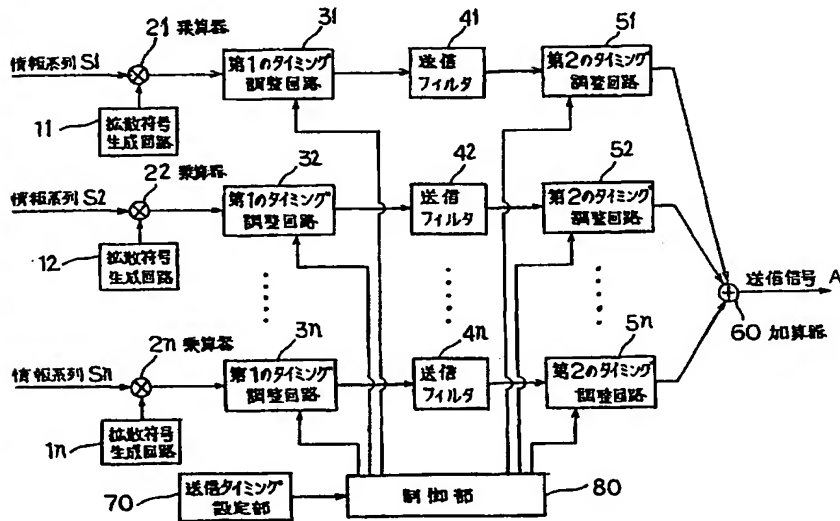 21 乗算器
31
41
51
情報系列 S1
第1のタイミング
調整回路
送信
フィルタ
第2のタイミング
調整回路
11
拡散符号
生成回路
22 乗算器
32
42
52
情報系列 S2
第1のタイミング
調整回路
送信
フィルタ
第2のタイミング
調整回路
12
拡散符号
生成回路
送信信号 A
60 加算器
2n 乗算器
3n
4n
5n
情報系列 Sn
第1のタイミング
調整回路
送信
フィルタ
第2のタイミング
調整回路
1n
拡散符号
生成回路
70
送信タイミング
設定部
制御部
80